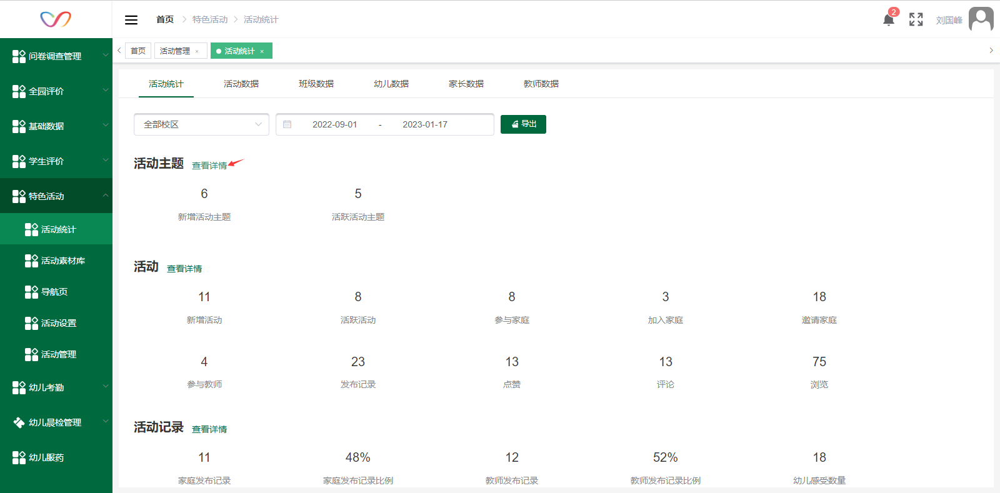 首页 特色活动 活动统计
2
刘国峰
首页 活动管理 × 活动统计 ×
问卷调查管理
全园评价
基础数据
学生评价
特色活动
活动统计
活动素材库
导航页
活动设置
活动管理
幼儿考勤
幼儿晨检管理
幼儿服药
活动统计 活动数据 班级数据 幼儿数据 家长数据 教师数据
全部校区 2022-09-01 - 2023-01-17 导出
活动主题 查看详情
6 5
新增活动主题 活跃活动主题
活动 查看详情
11 8 8 3 18
新增活动 活跃活动 参与家庭 加入家庭 邀请家庭
4 23 13 13 75
参与教师 发布记录 点赞 评论 浏览
活动记录 查看详情
11 48% 12 52% 18
家庭发布记录 家庭发布记录比例 教师发布记录 教师发布记录比例 幼儿感受数量